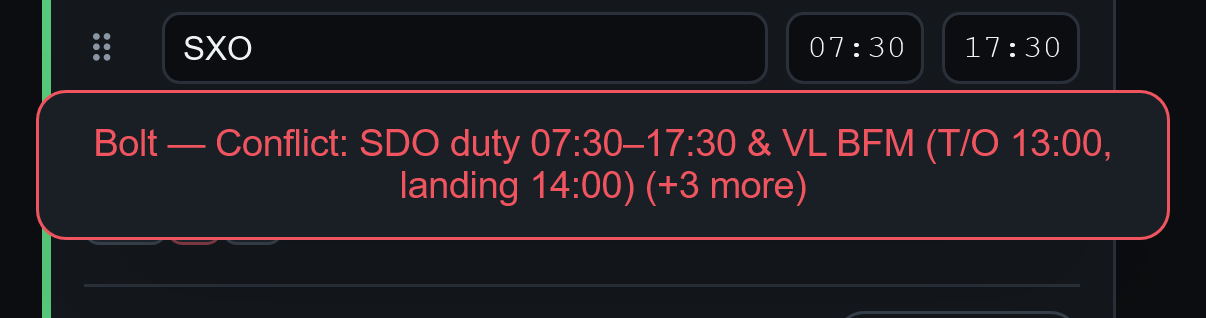 SXO 07:30 17:30
Bolt — Conflict: SDO duty 07:30–17:30 & VL BFM (T/O 13:00,
landing 14:00) (+3 more)